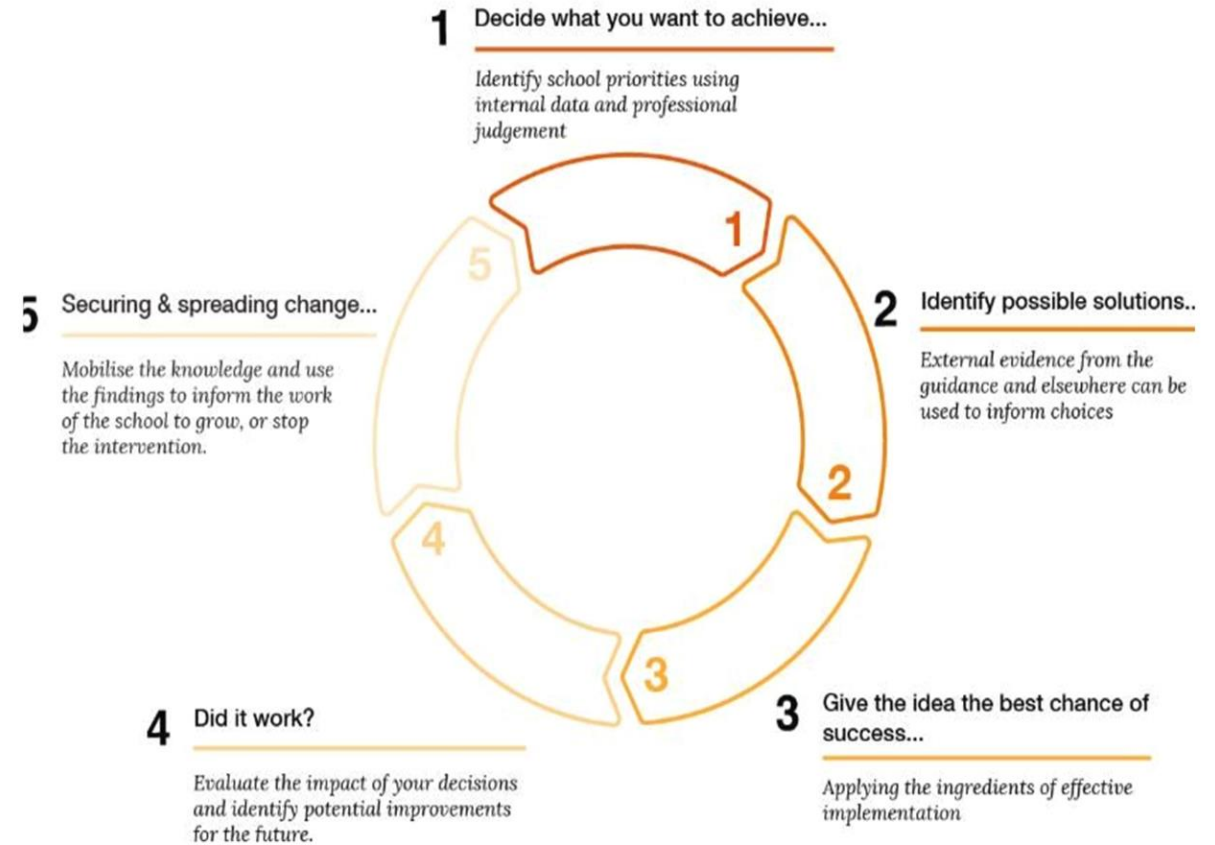 1 Decide what you want to achieve...
Identify school priorities using
internal data and professional
judgement
1
2 Identify possible solutions..
External evidence from the
guidance and elsewhere can be
used to inform choices
2
3 Give the idea the best chance of
success...
Applying the ingredients of effective
implementation
3
4 Did it work?
Evaluate the impact of your decisions
and identify potential improvements
for the future.
4
5 Securing & spreading change...
Mobilise the knowledge and use
the findings to inform the work
of the school to grow, or stop
the intervention.
5